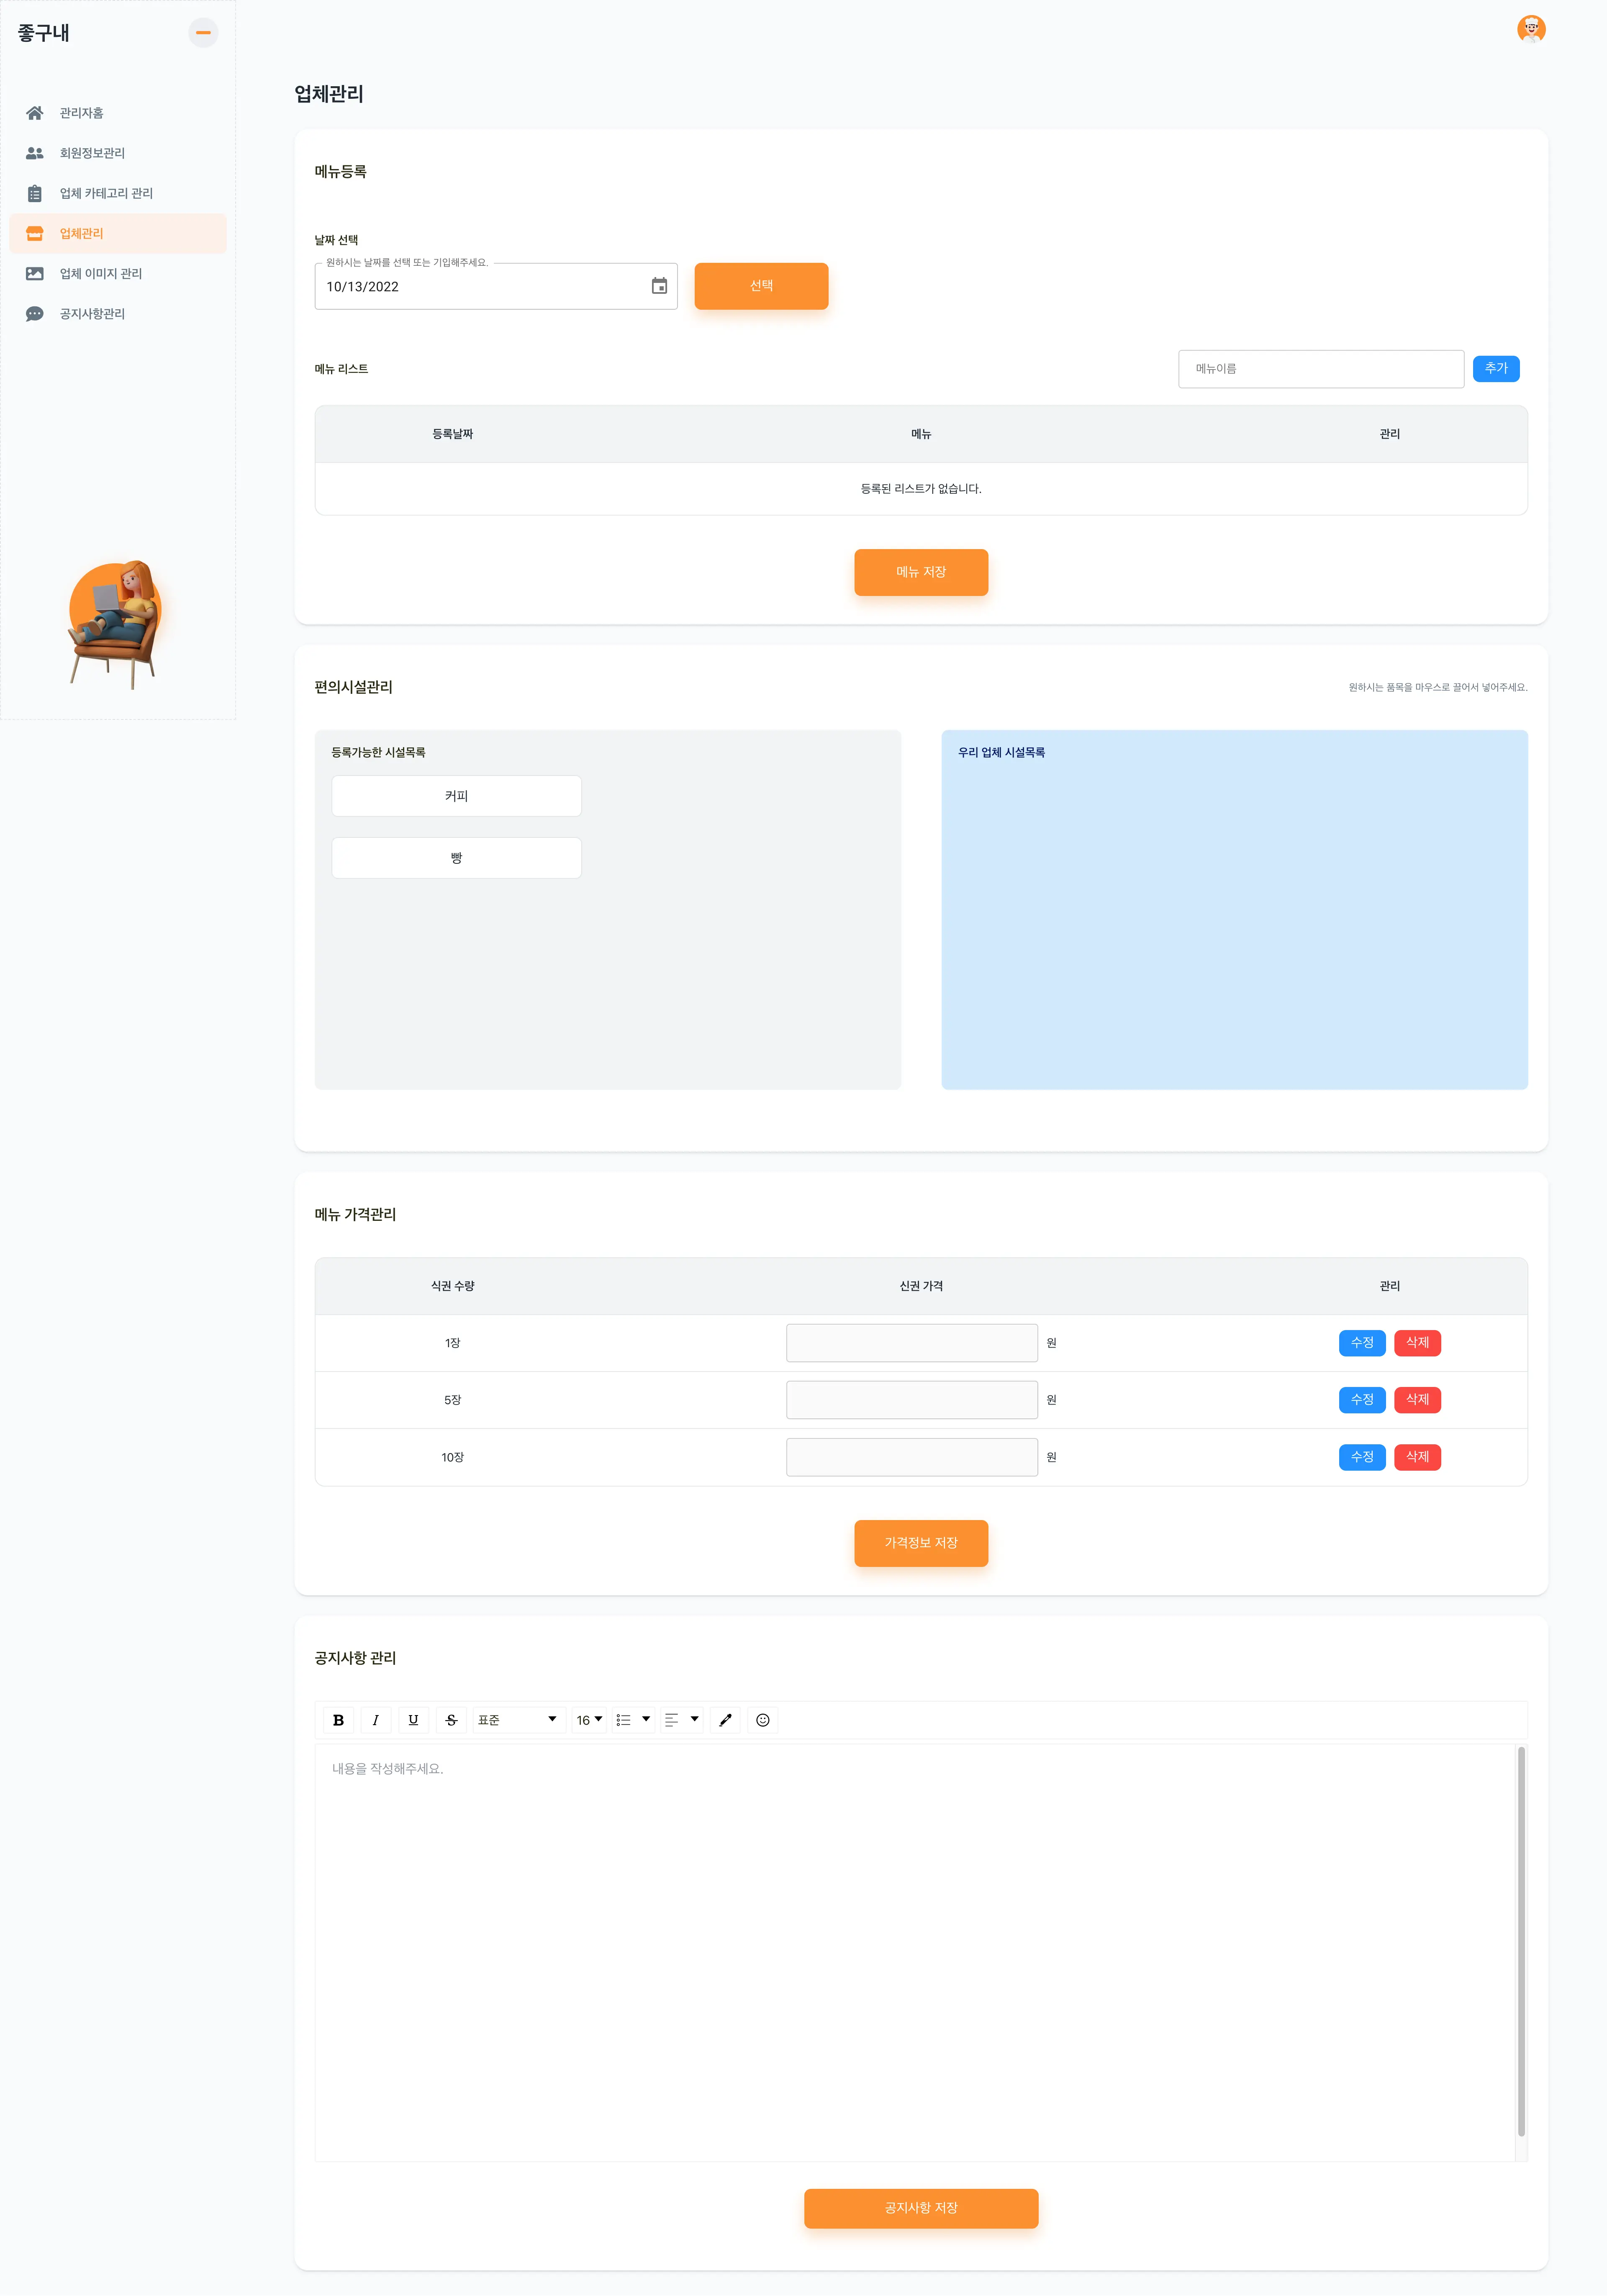 좋구내
관리자홈
회원정보관리
업체 카테고리 관리
업체관리
업체 이미지 관리
공지사항관리
업체관리
메뉴등록
날짜 선택
원하시는 날짜를 선택 또는 기입해주세요.
10/13/2022
선택
메뉴 리스트
메뉴이름
추가
등록날짜 메뉴 관리
등록된 리스트가 없습니다.
메뉴 저장
편의시설관리
원하시는 품목을 마우스로 끌어서 넣어주세요.
등록가능한 시설목록
커피
빵
우리 업체 시설목록
메뉴 가격관리
식권 수량 신권 가격 관리
1장 원 수정 삭제
5장 원 수정 삭제
10장 원 수정 삭제
가격정보 저장
공지사항 관리
B I U S 표준 16
내용을 작성해주세요.
공지사항 저장